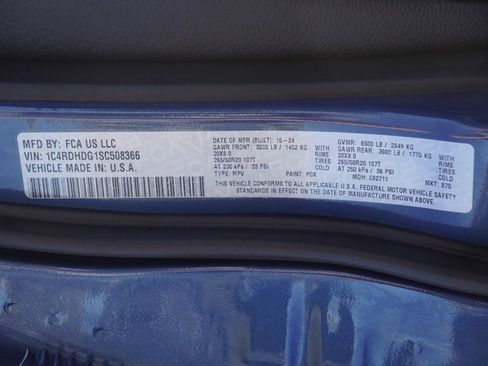 MFD BY: FCA US LLC
VIN: 1C4RDHDG1SC508366
VEHICLE MADE IN: U.S.A.
DATE OF MFR (BUILT): 10-24
GAWR FRONT: 3200 LB / 1452 KG
20X8.0 RIMS
265/50R20 107T TIRES
AT 230 kPa / 33 PSI COLD
TYPE: MPV PAINT: PCA
GVWR: 6500 LB / 2949 KG
GAWR REAR: 3900 LB / 1770 KG
20X8.0 RIMS
265/50R20 107T TIRES
AT 250 kPa / 36 PSI COLD
MDH: 092711 MKT: 875
THIS VEHICLE CONFORMS TO ALL APPLICABLE U.S.A. FEDERAL MOTOR VEHICLE SAFETY
STANDARDS IN EFFECT ON THE DATE OF MANUFACTURE SHOWN ABOVE.